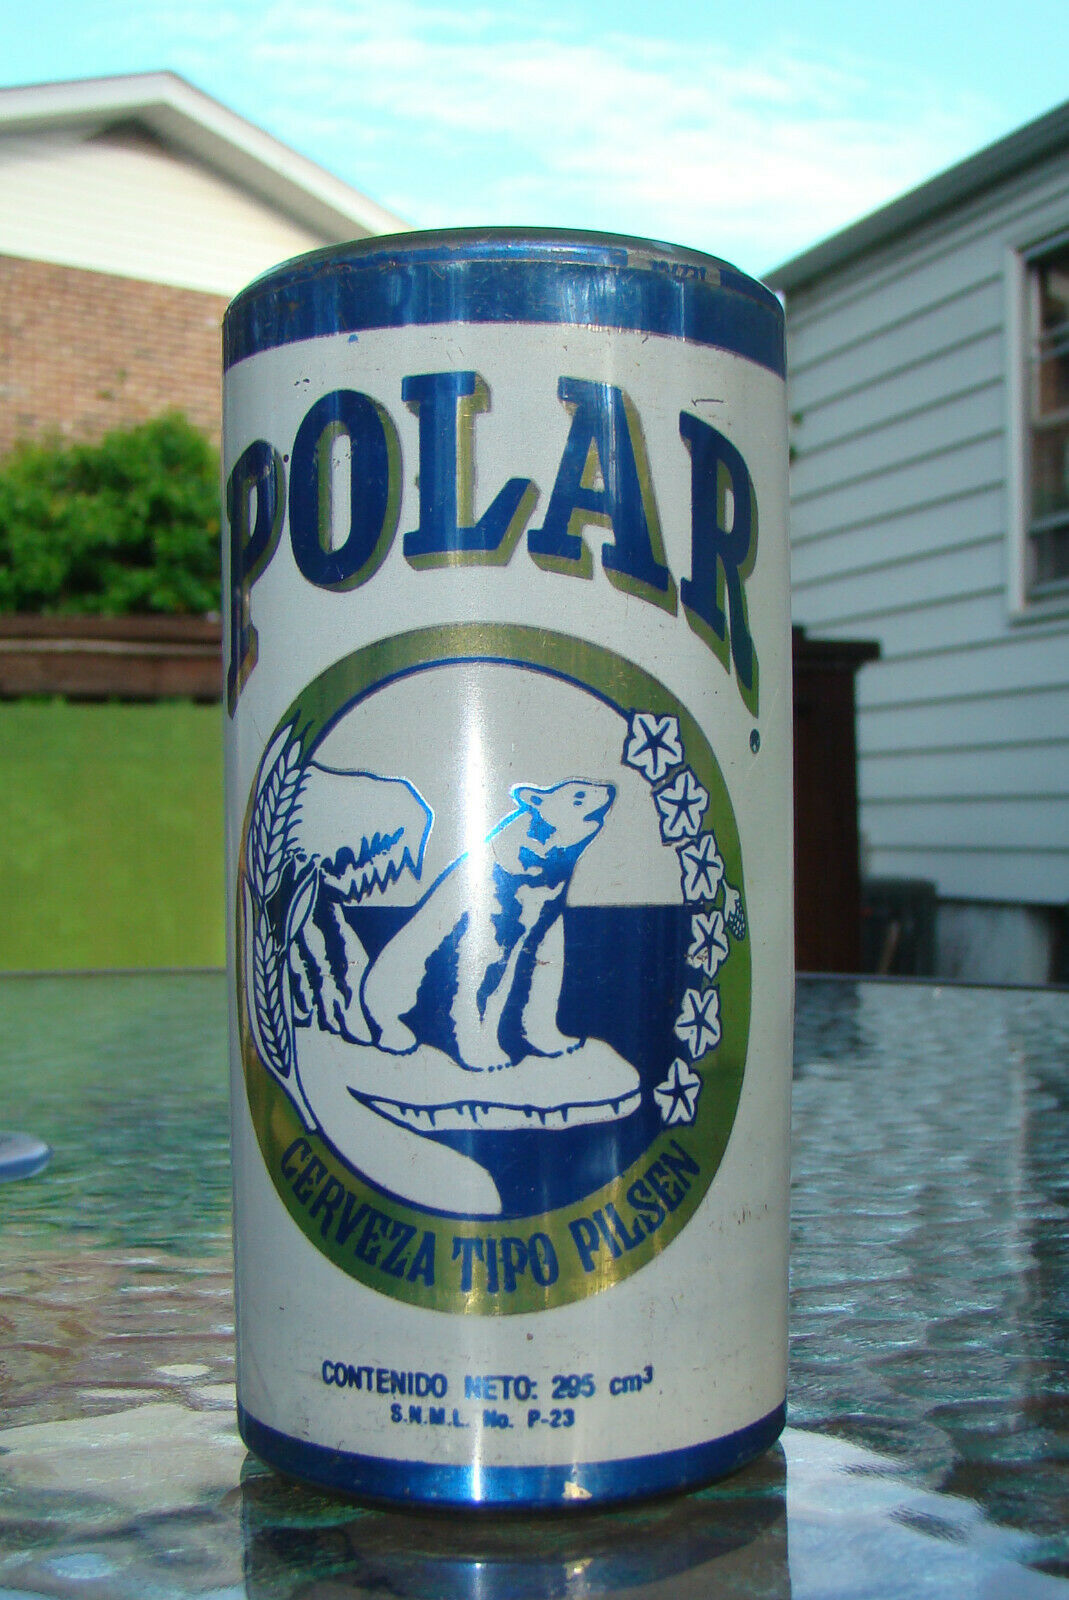 POLAR
CERVEZA TIPO PILSEN
CONTENIDO NETO: 295 cm³
S.N.M.L. No. P-23